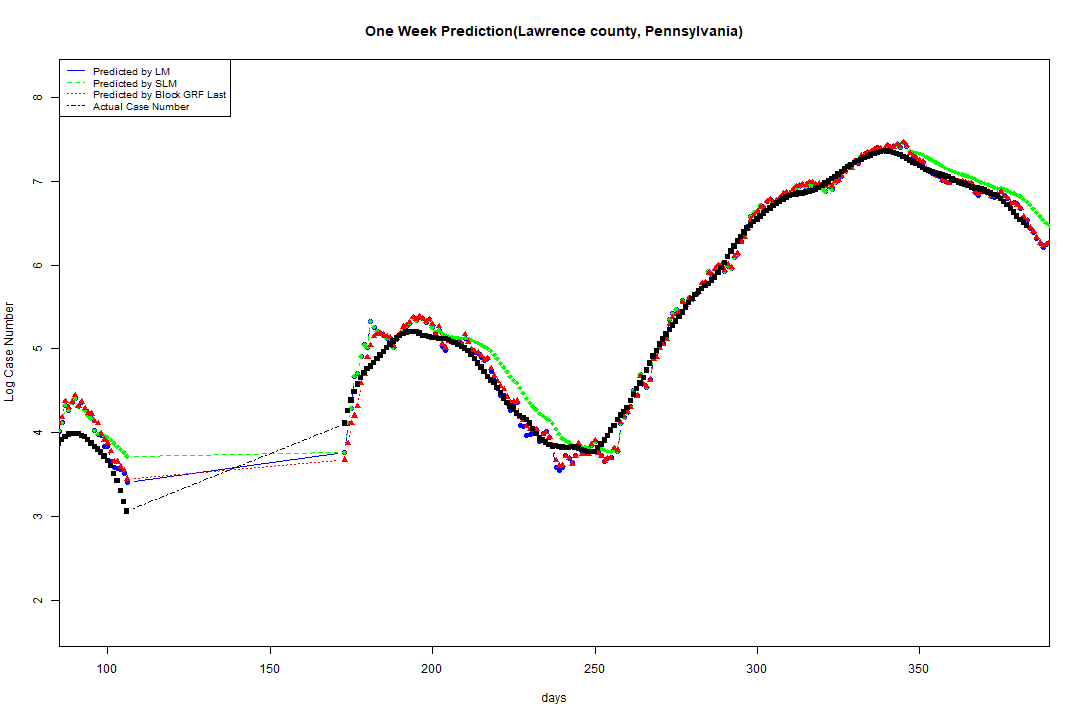 One Week Prediction(Lawrence county, Pennsylvania)
Predicted by LM
Predicted by SLM
Predicted by Block GRF Last
Actual Case Number
8
7
6
5
4
3
2
Log Case Number
100 150 200 250 300 350
days